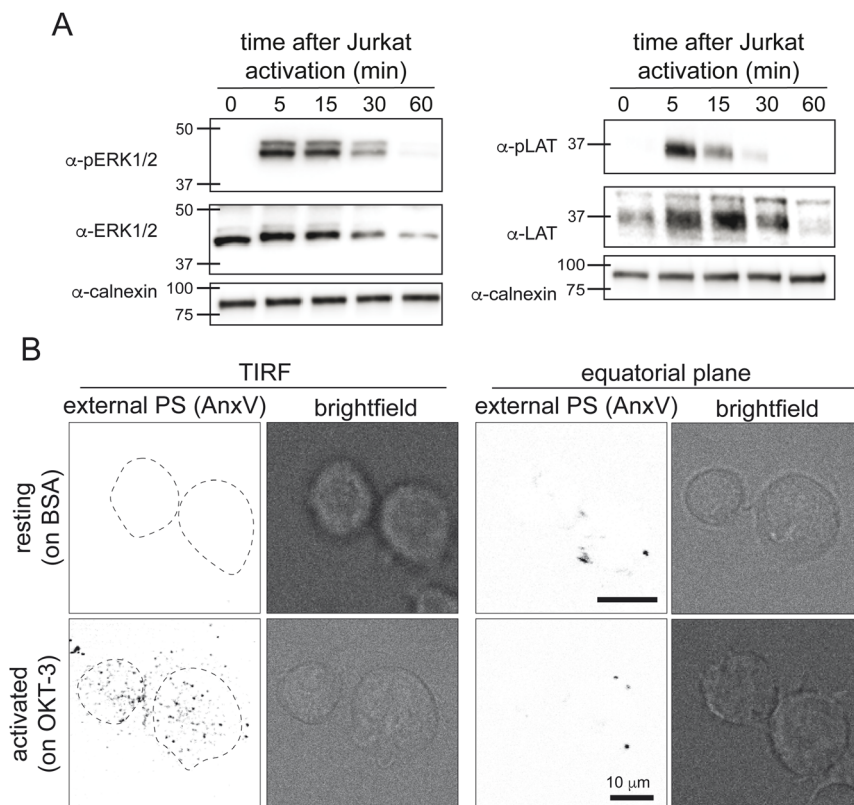 A
time after Jurkat
activation (min)
0 5 15 30 60
50
α-pERK1/2
37
50
α-ERK1/2
37
α-calnexin
100
75
time after Jurkat
activation (min)
0 5 15 30 60
α-pLAT
37
37
α-LAT
100
α-calnexin
75
B
TIRF
equatorial plane
external PS (AnxV)
brightfield
external PS (AnxV)
brightfield
resting
(on BSA)
activated
(on OKT-3)
10 μm